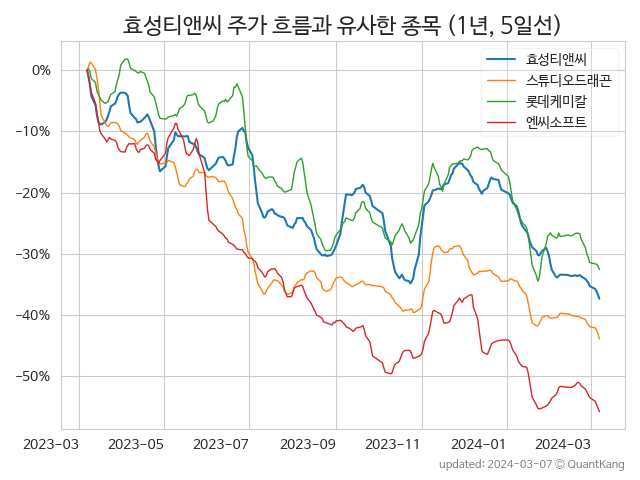 효성티앤씨 주가 흐름과 유사한 종목 (1년, 5일선)
효성티앤씨
스튜디오드래곤
롯데케미칼
엔씨소프트
0%
−10%
−20%
−30%
−40%
−50%
2023-03 2023-05 2023-07 2023-09 2023-11 2024-01 2024-03
updated: 2024-03-07 © QuantKang